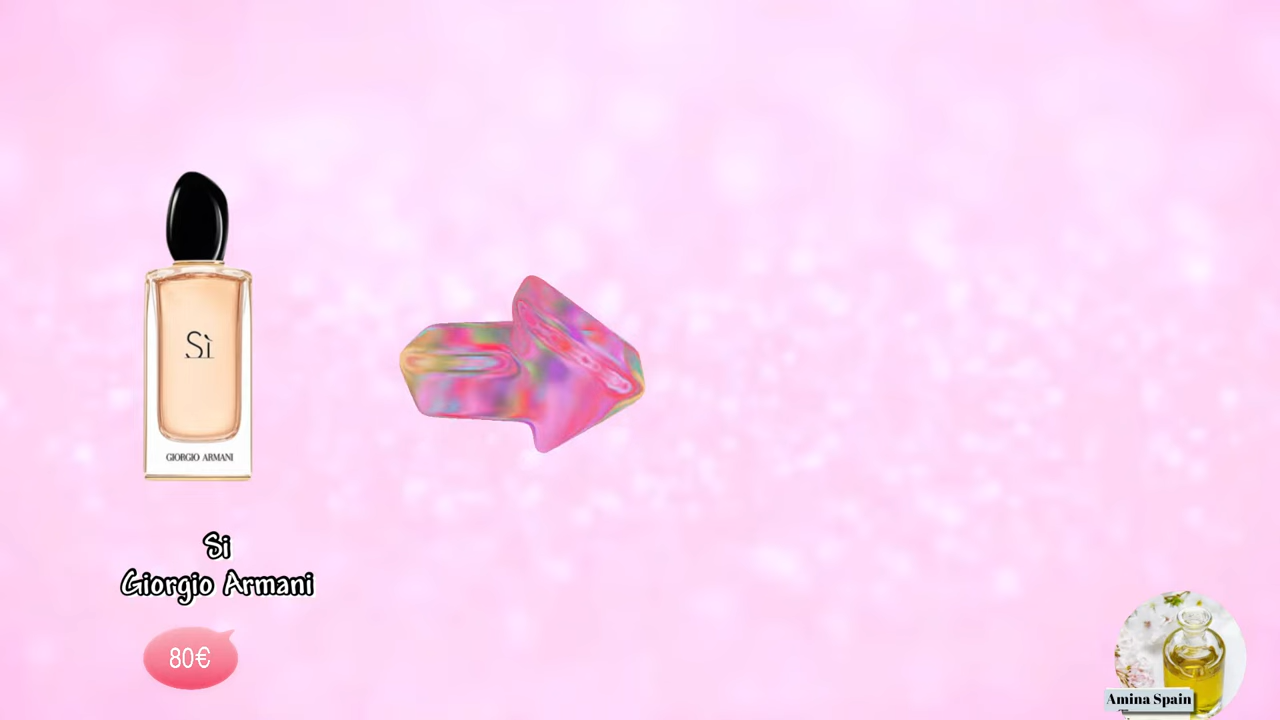 Sì
GIORGIO ARMANI
Si
Giorgio Armani
80€
Amina Spain